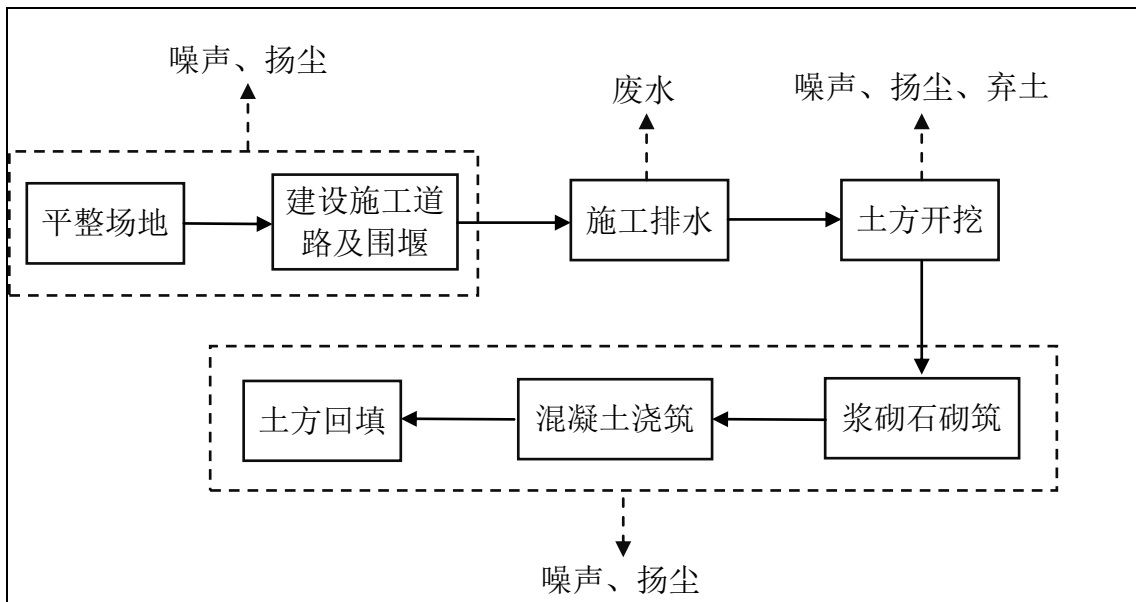 噪声、扬尘
废水
噪声、扬尘、弃土
平整场地
建设施工道
路及围堰
施工排水
土方开挖
土方回填
混凝土浇筑
浆砌石砌筑
噪声、扬尘